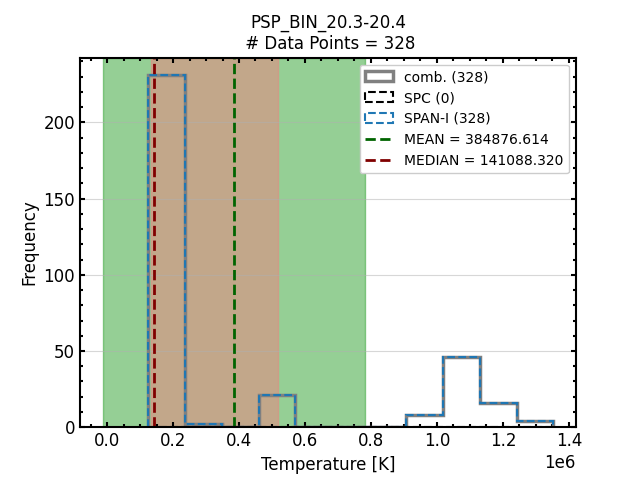 PSP_BIN_20.3-20.4
# Data Points = 328
comb. (328)
SPC (0)
SPAN-I (328)
MEAN = 384876.614
MEDIAN = 141088.320
Frequency
200
150
100
50
0
0.0 0.2 0.4 0.6 0.8 1.0 1.2 1.4
1e6
Temperature [K]